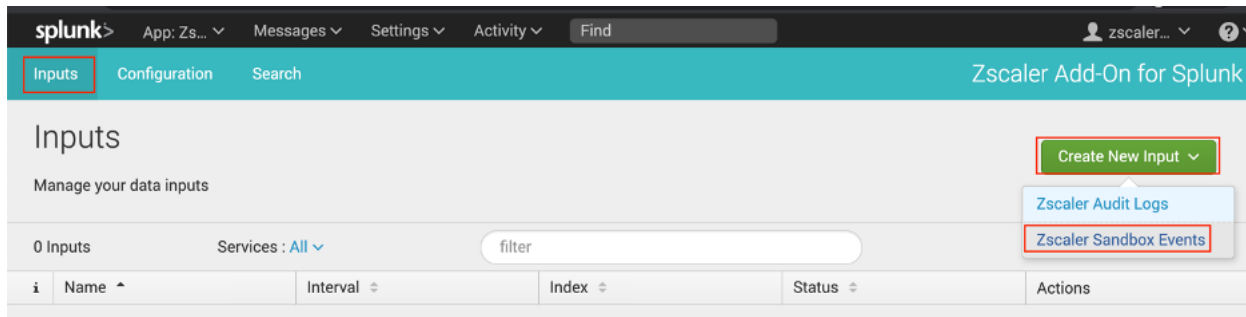 splunk> App: Zs... Messages Settings Activity Find zscaler... ?
Inputs Configuration Search Zscaler Add-On for Splunk
Inputs
Create New Input
Manage your data inputs
Zscaler Audit Logs
0 Inputs Services : All filter Zscaler Sandbox Events
i Name Interval Index Status Actions